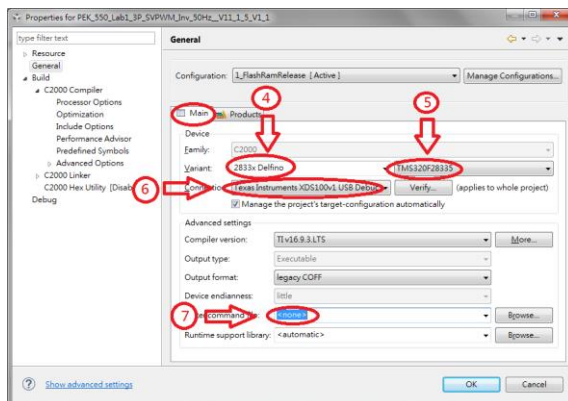 Properties for PEK_550_Lab1_3P_SVPWM_Inv_50Hz__V11_1_5_V1_1
type filter text
General
Resource
General
Build
C2000 Compiler
Processor Options
Optimization
Include Options
Performance Advisor
Predefined Symbols
Advanced Options
C2000 Linker
C2000 Hex Utility [Disab
Debug
Configuration: 1_FlashRamRelease [ Active ] Manage Configurations...
4
5
Main Products
Device
Family: C2000
Variant: 2833x Delfino TMS320F28335
6
Texas Instruments XDS100v1 USB Debug Verify... (applies to whole project)
Manage the project's target-configuration automatically
Advanced settings
Compiler version: TI v16.9.3.LTS More...
Output type: Executable
Output format: legacy COFF
Device endianness: little
7
command file: <none> Browse...
Runtime support library: <automatic> Browse...
Show advanced settings
OK Cancel